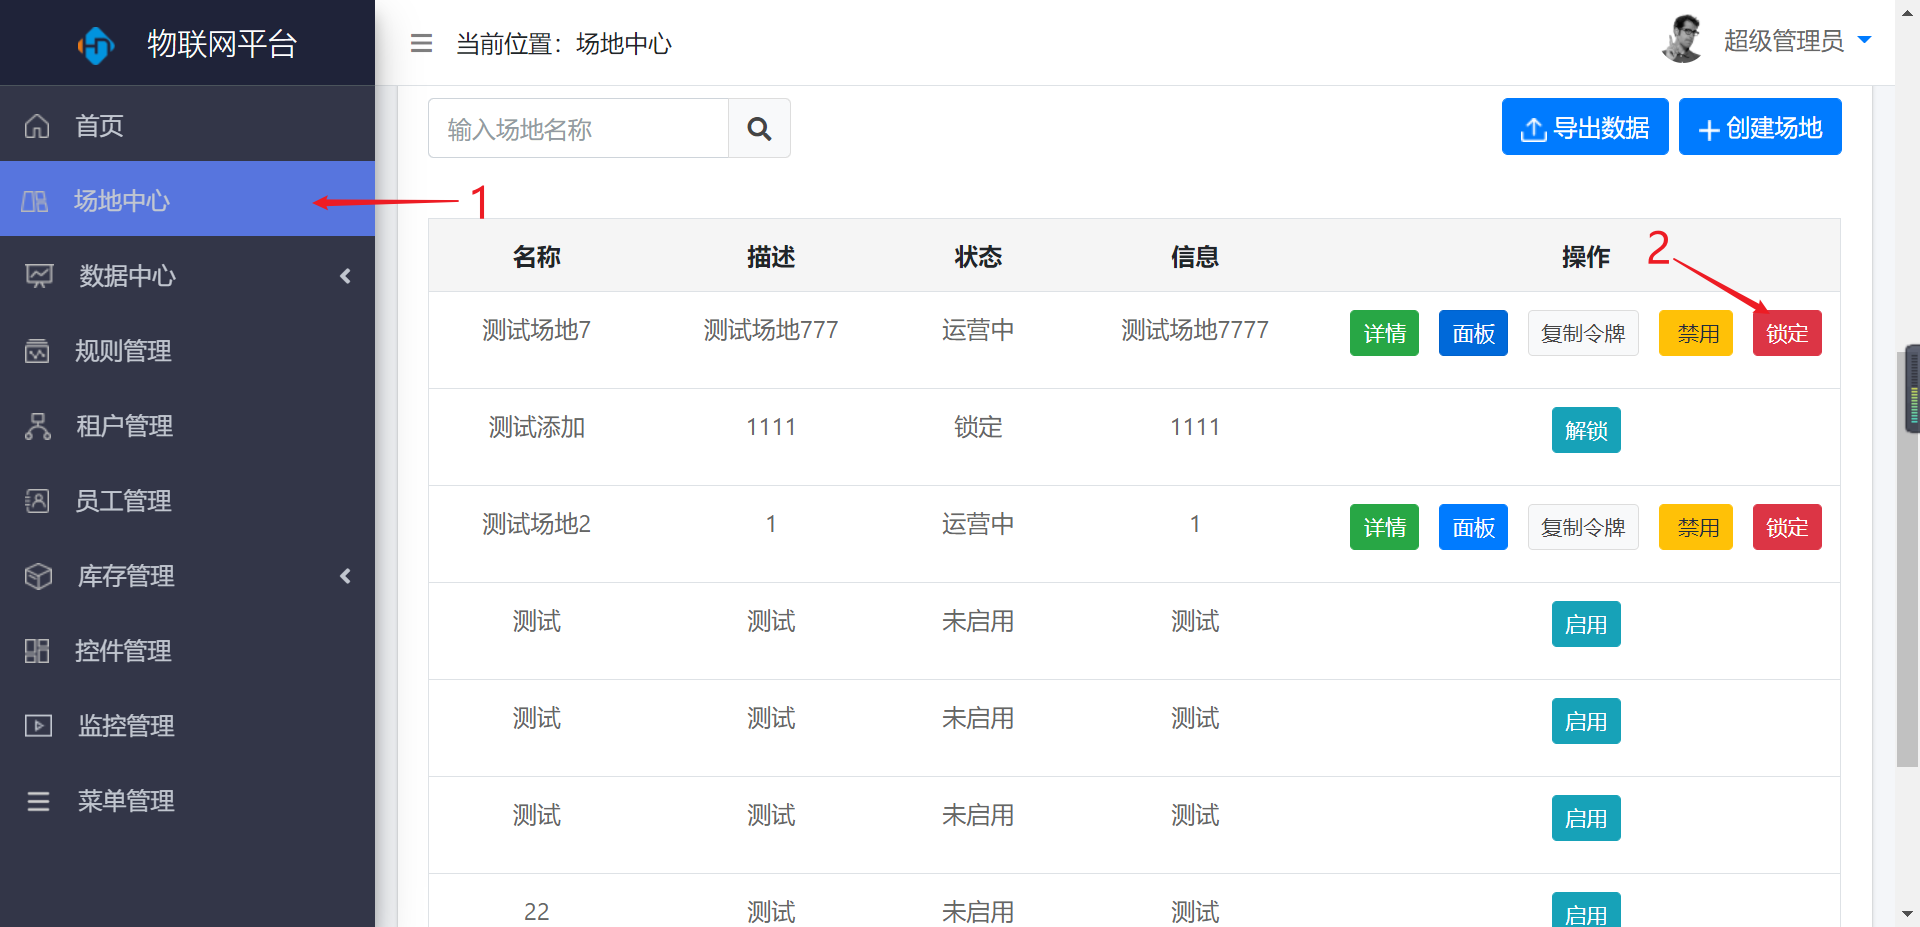 物联网平台
当前位置：场地中心
超级管理员
首页
场地中心
数据中心
规则管理
租户管理
员工管理
库存管理
控件管理
监控管理
菜单管理
1
输入场地名称
导出数据
创建场地
2
名称 描述 状态 信息 操作
测试场地7 测试场地777 运营中 测试场地7777 详情 面板 复制令牌 禁用 锁定
测试添加 1111 锁定 1111 解锁
测试场地2 1 运营中 1 详情 面板 复制令牌 禁用 锁定
测试 测试 未启用 测试 启用
测试 测试 未启用 测试 启用
测试 测试 未启用 测试 启用
22 测试 未启用 测试 启用